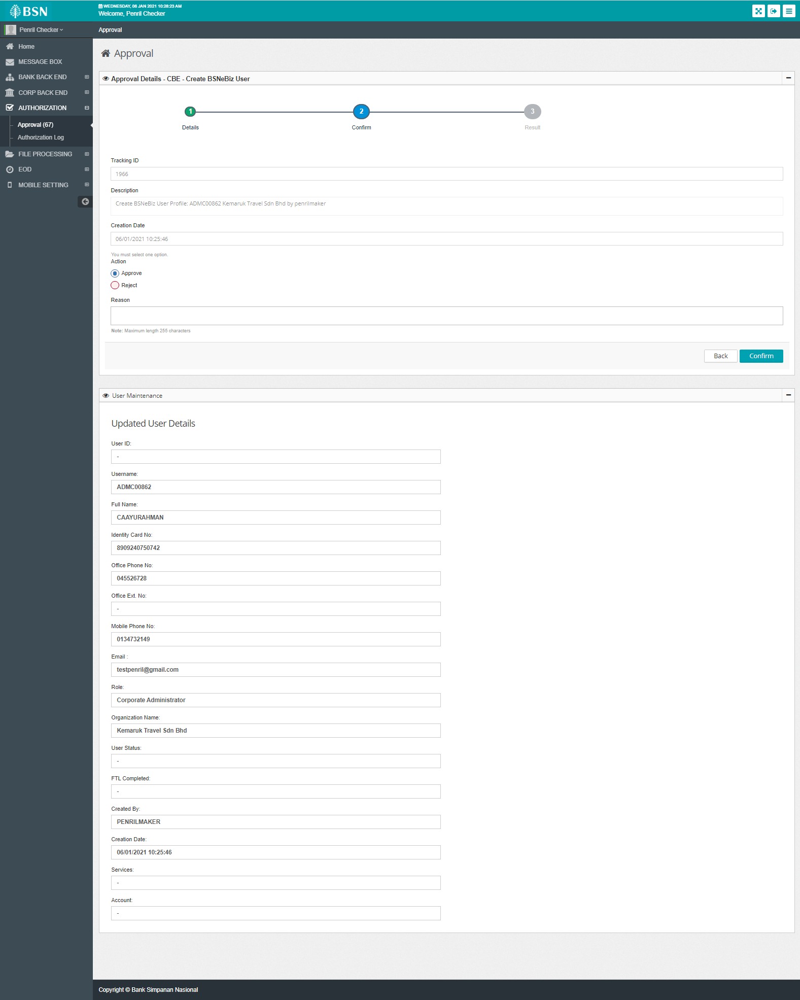 BSN
WEDNESDAY, 06 JAN 2021 10:28:23 AM
Welcome, Penril Checker
Penril Checker
Approval
Home
MESSAGE BOX
BANK BACK END
CORP BACK END
AUTHORIZATION
Approval (67)
Authorization Log
FILE PROCESSING
EOD
MOBILE SETTING
Approval
Approval Details - CBE - Create BSNeBiz User
1
2
3
Details
Confirm
Result
Tracking ID
1966
Description
Create BSNeBiz User Profile: ADMC00862 Kemaruk Travel Sdn Bhd by penrilmaker
Creation Date
06/01/2021 10:25:46
You must select one option.
Action
Approve
Reject
Reason
Note: Maximum length 255 characters
Back
Confirm
User Maintenance
Updated User Details
User ID:
-
Username:
ADMC00862
Full Name:
CAAYURAHMAN
Identity Card No:
8909240750742
Office Phone No:
045526728
Office Ext. No:
-
Mobile Phone No:
0134732149
Email :
testpenril@gmail.com
Role:
Corporate Administrator
Organization Name:
Kemaruk Travel Sdn Bhd
User Status:
-
FTL Completed:
-
Created By:
PENRILMAKER
Creation Date:
06/01/2021 10:25:46
Services:
-
Account:
-
Copyright © Bank Simpanan Nasional